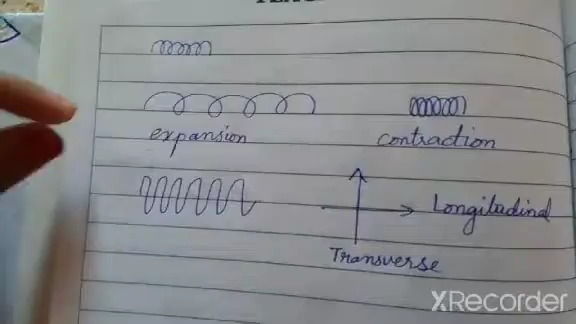 expansion contraction
Longitudinal
Transverse
XRecorder